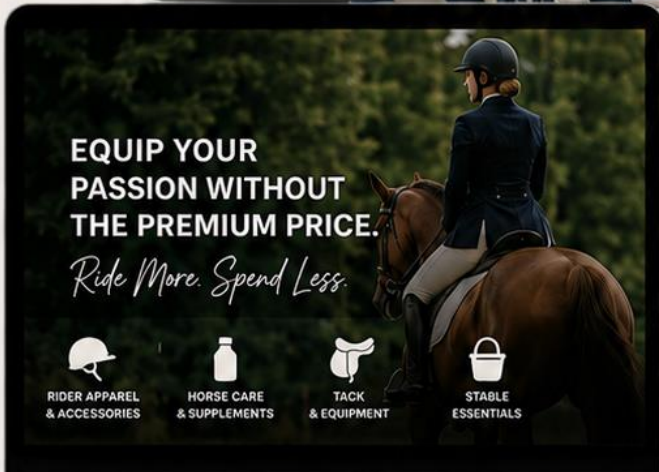 EQUIP YOUR
PASSION WITHOUT
THE PREMIUM PRICE.
Ride More. Spend Less.
RIDER APPAREL
& ACCESSORIES
HORSE CARE
& SUPPLEMENTS
TACK
& EQUIPMENT
STABLE
ESSENTIALS